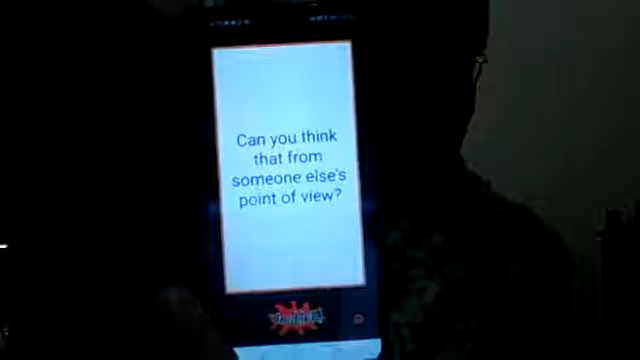 Can you think
that from
someone else's
point of view?